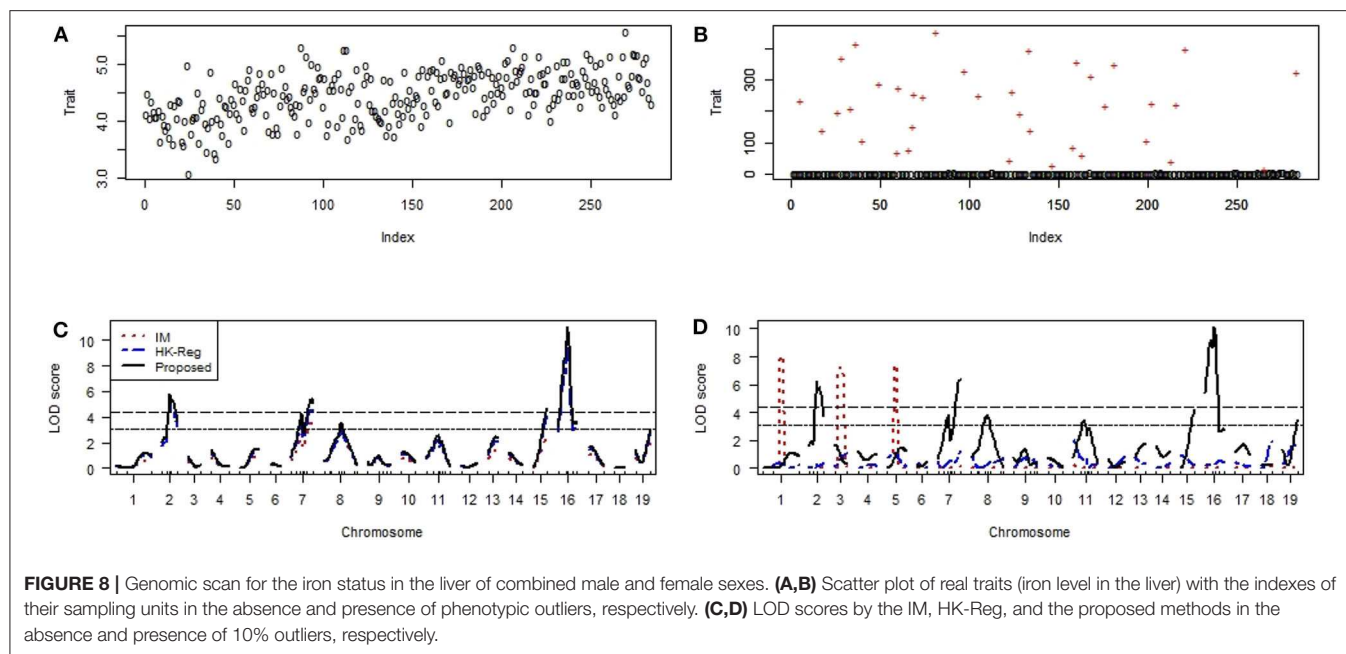 A
Trait
5.0
4.0
3.0
0 50 100 150 200 250
Index
B
Trait
300
100
0
0 50 100 150 200 250
Index
C
IM
HK-Reg
Proposed
LOD score
10
8
6
4
2
0
1 2 3 4 5 6 7 8 9 10 11 12 13 14 15 16 17 18 19
Chromosome
D
LOD score
10
8
6
4
2
0
1 2 3 4 5 6 7 8 9 10 11 12 13 14 15 16 17 18 19
Chromosome
FIGURE 8 | Genomic scan for the iron status in the liver of combined male and female sexes. (A,B) Scatter plot of real traits (iron level in the liver) with the indexes of
their sampling units in the absence and presence of phenotypic outliers, respectively. (C,D) LOD scores by the IM, HK-Reg, and the proposed methods in the
absence and presence of 10% outliers, respectively.